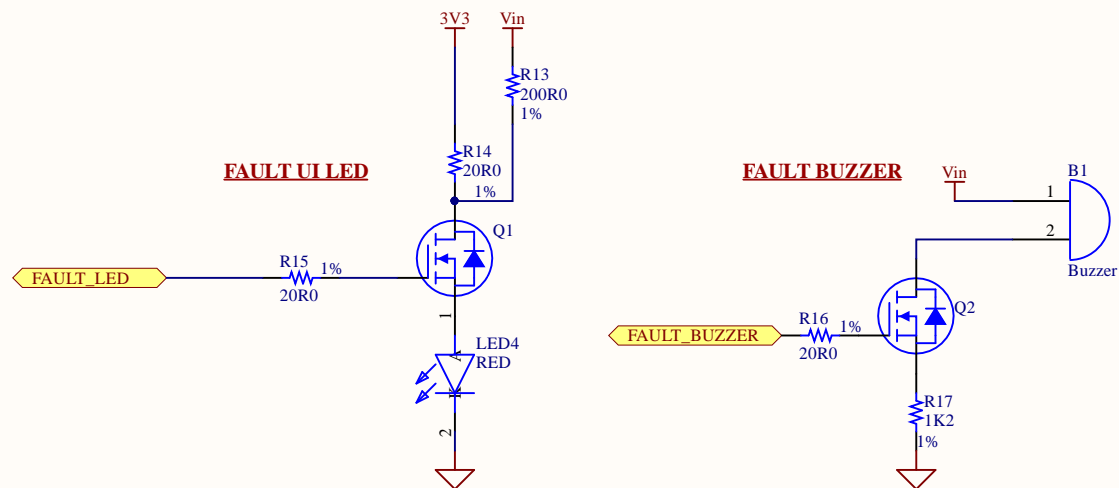 3V3
Vin
R13
200R0
1%
R14
20R0
1%
FAULT UI LED
Q1
R15
1%
20R0
FAULT_LED
1
LED4
RED
A
K
2
FAULT BUZZER
Vin
B1
1
2
Buzzer
Q2
R16
1%
20R0
FAULT_BUZZER
R17
1K2
1%